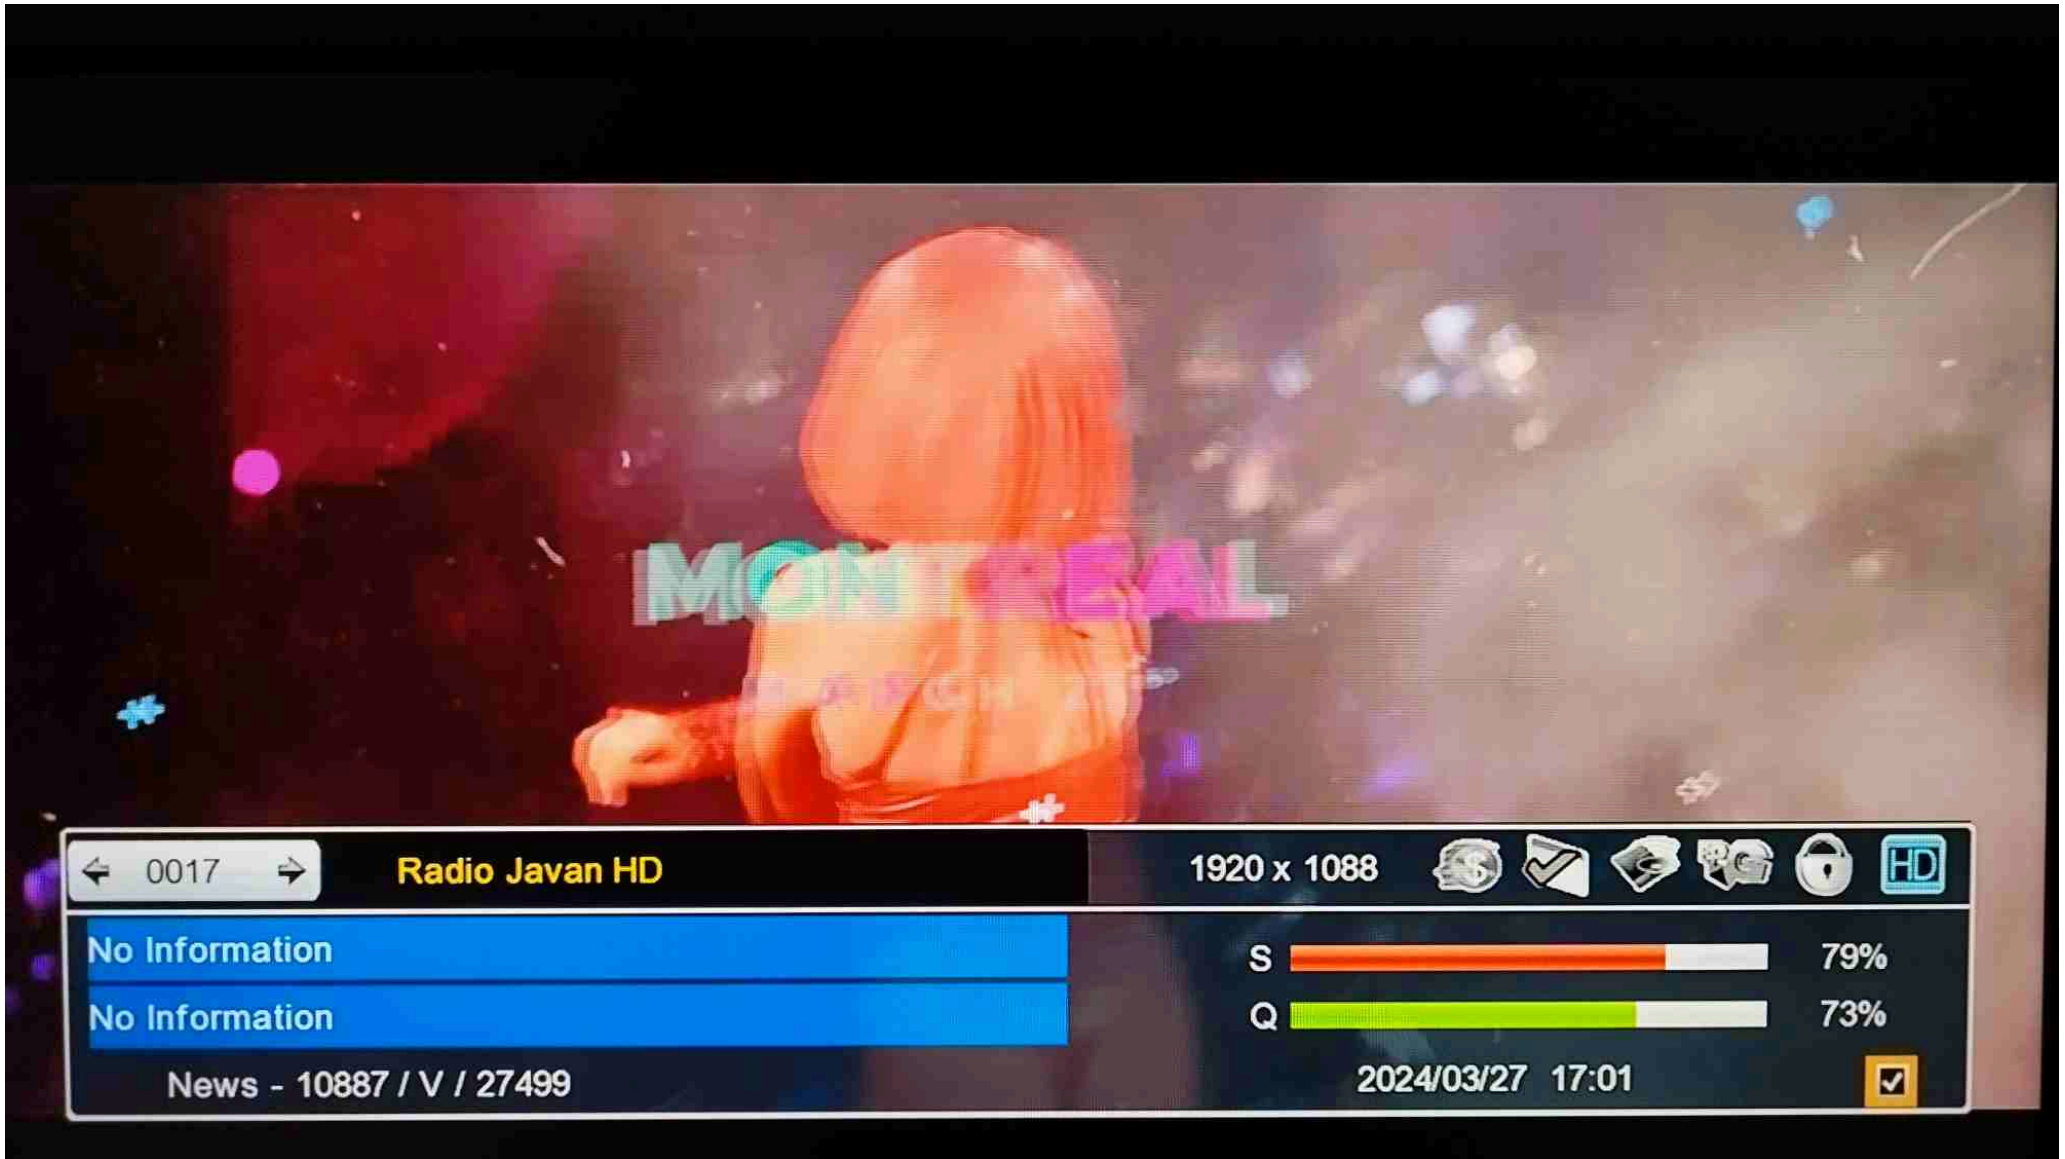 MONTREAL
MARCH
0017
Radio Javan HD
1920 x 1088
$
G
HD
No Information
S
79%
No Information
Q
73%
News - 10887 / V / 27499
2024/03/27 17:01